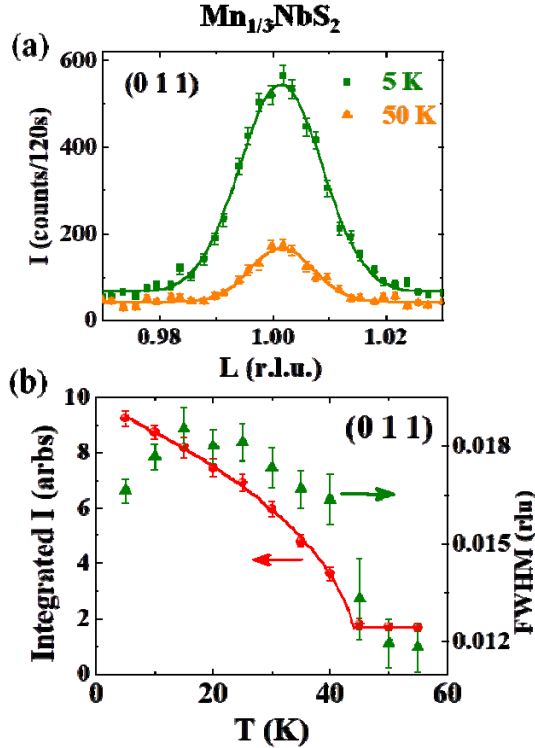 Mn1/3NbS2
(a)
(0 1 1)
5 K
50 K
I (counts/120s)
600
400
200
0
0.98
1.00
1.02
L (r.l.u.)
(b)
(0 1 1)
Integrated I (arbs)
10
8
6
4
2
0
0.018
0.015
0.012
FWHM (rlu)
0
20
40
60
T (K)